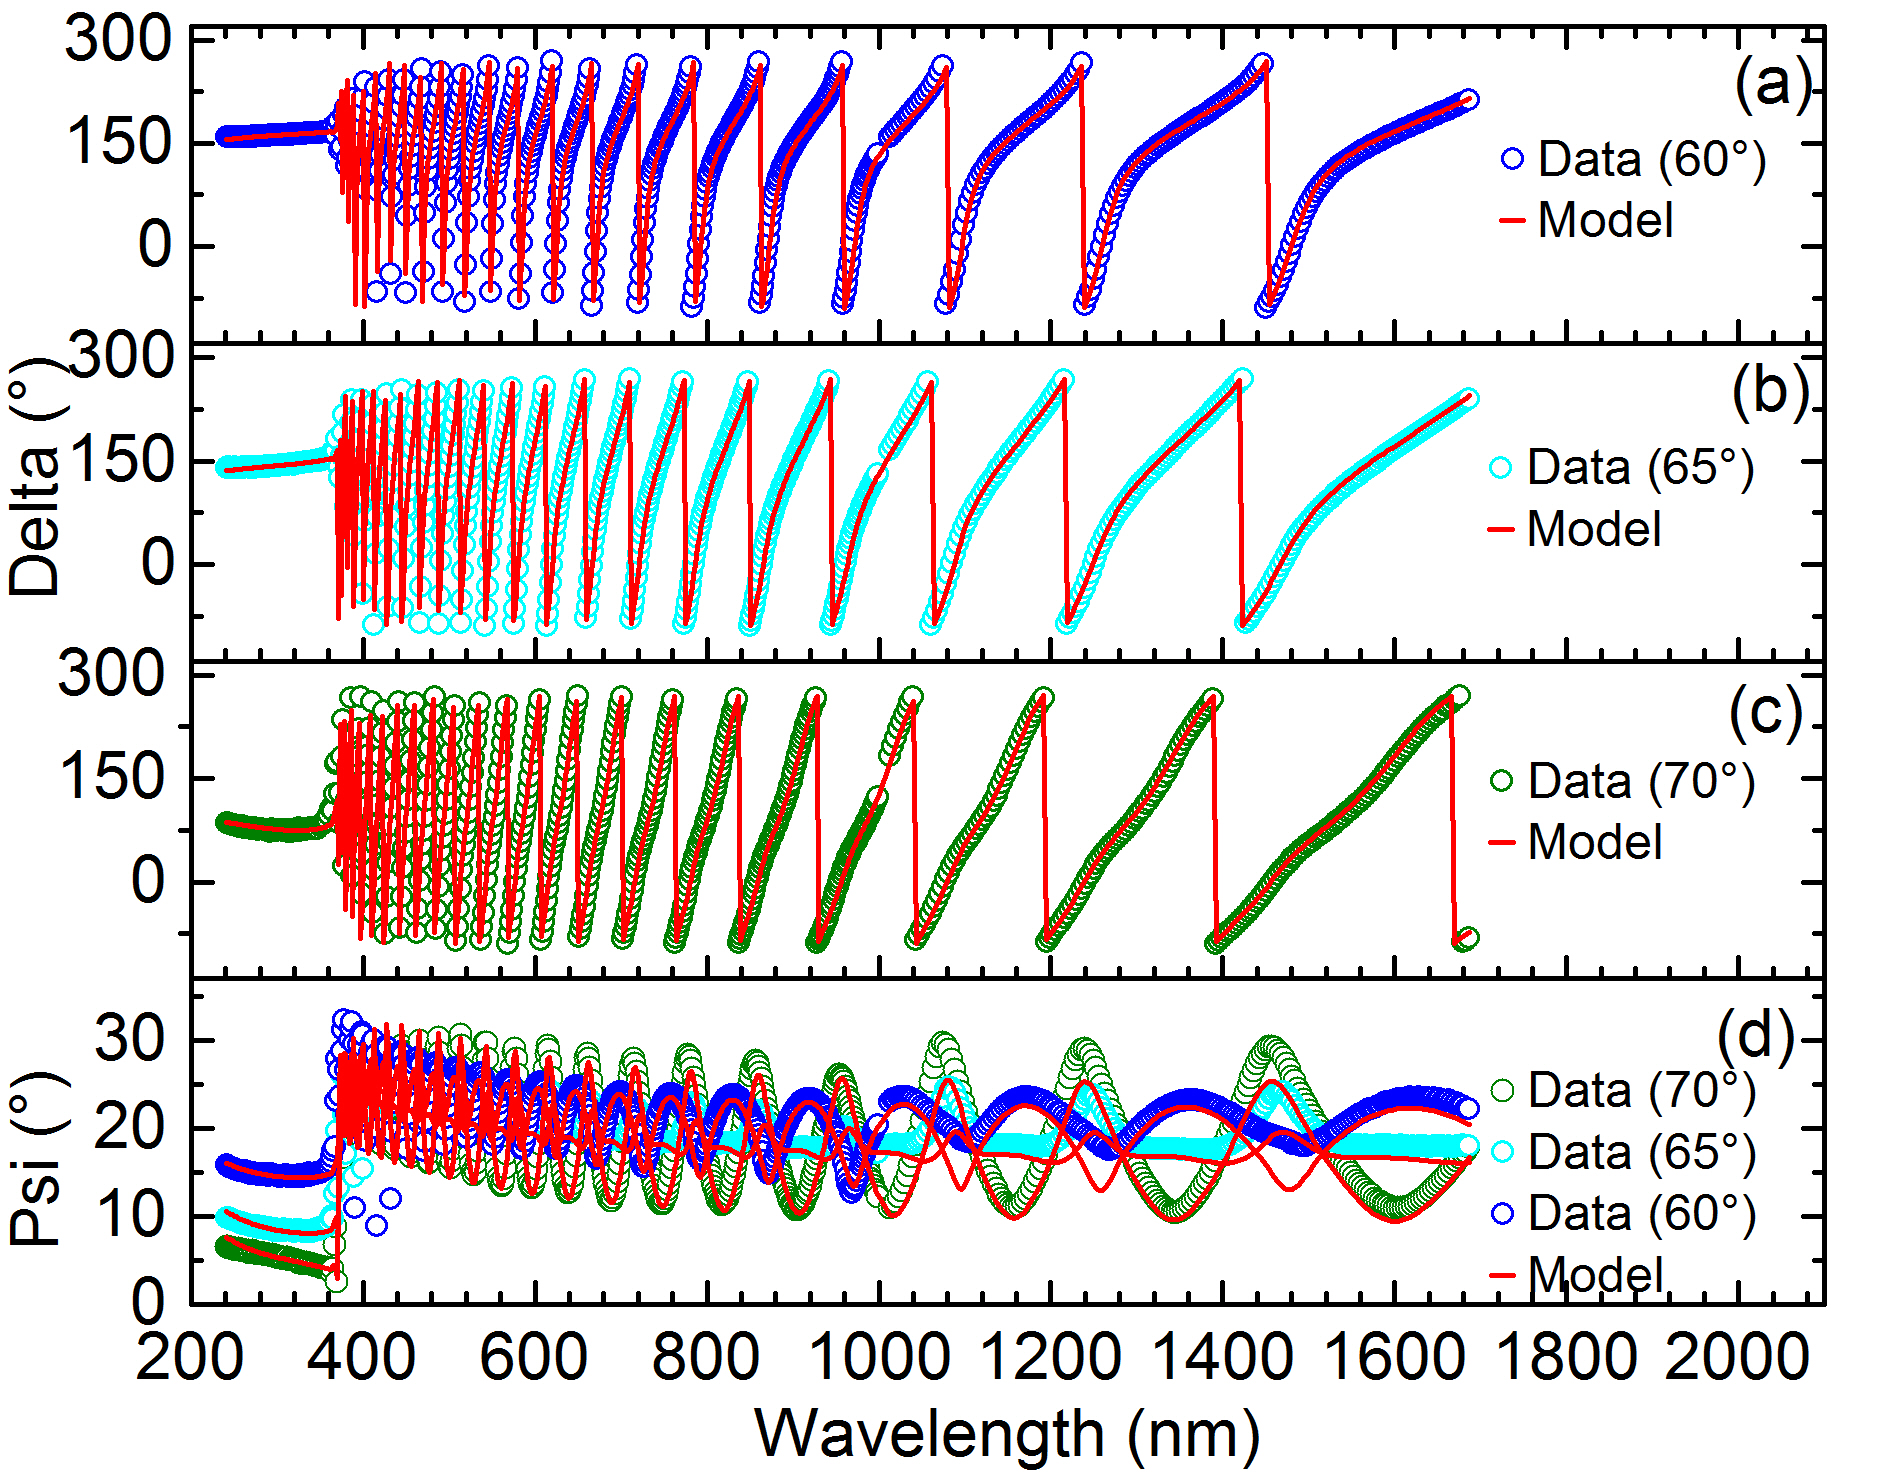 300
150
0
(a)
Data (60°)
Model
300
150
0
(b)
Data (65°)
Model
Delta (°)
300
150
0
(c)
Data (70°)
Model
30
20
10
0
Psi (°)
(d)
Data (70°)
Data (65°)
Data (60°)
Model
200 400 600 800 1000 1200 1400 1600 1800 2000
Wavelength (nm)